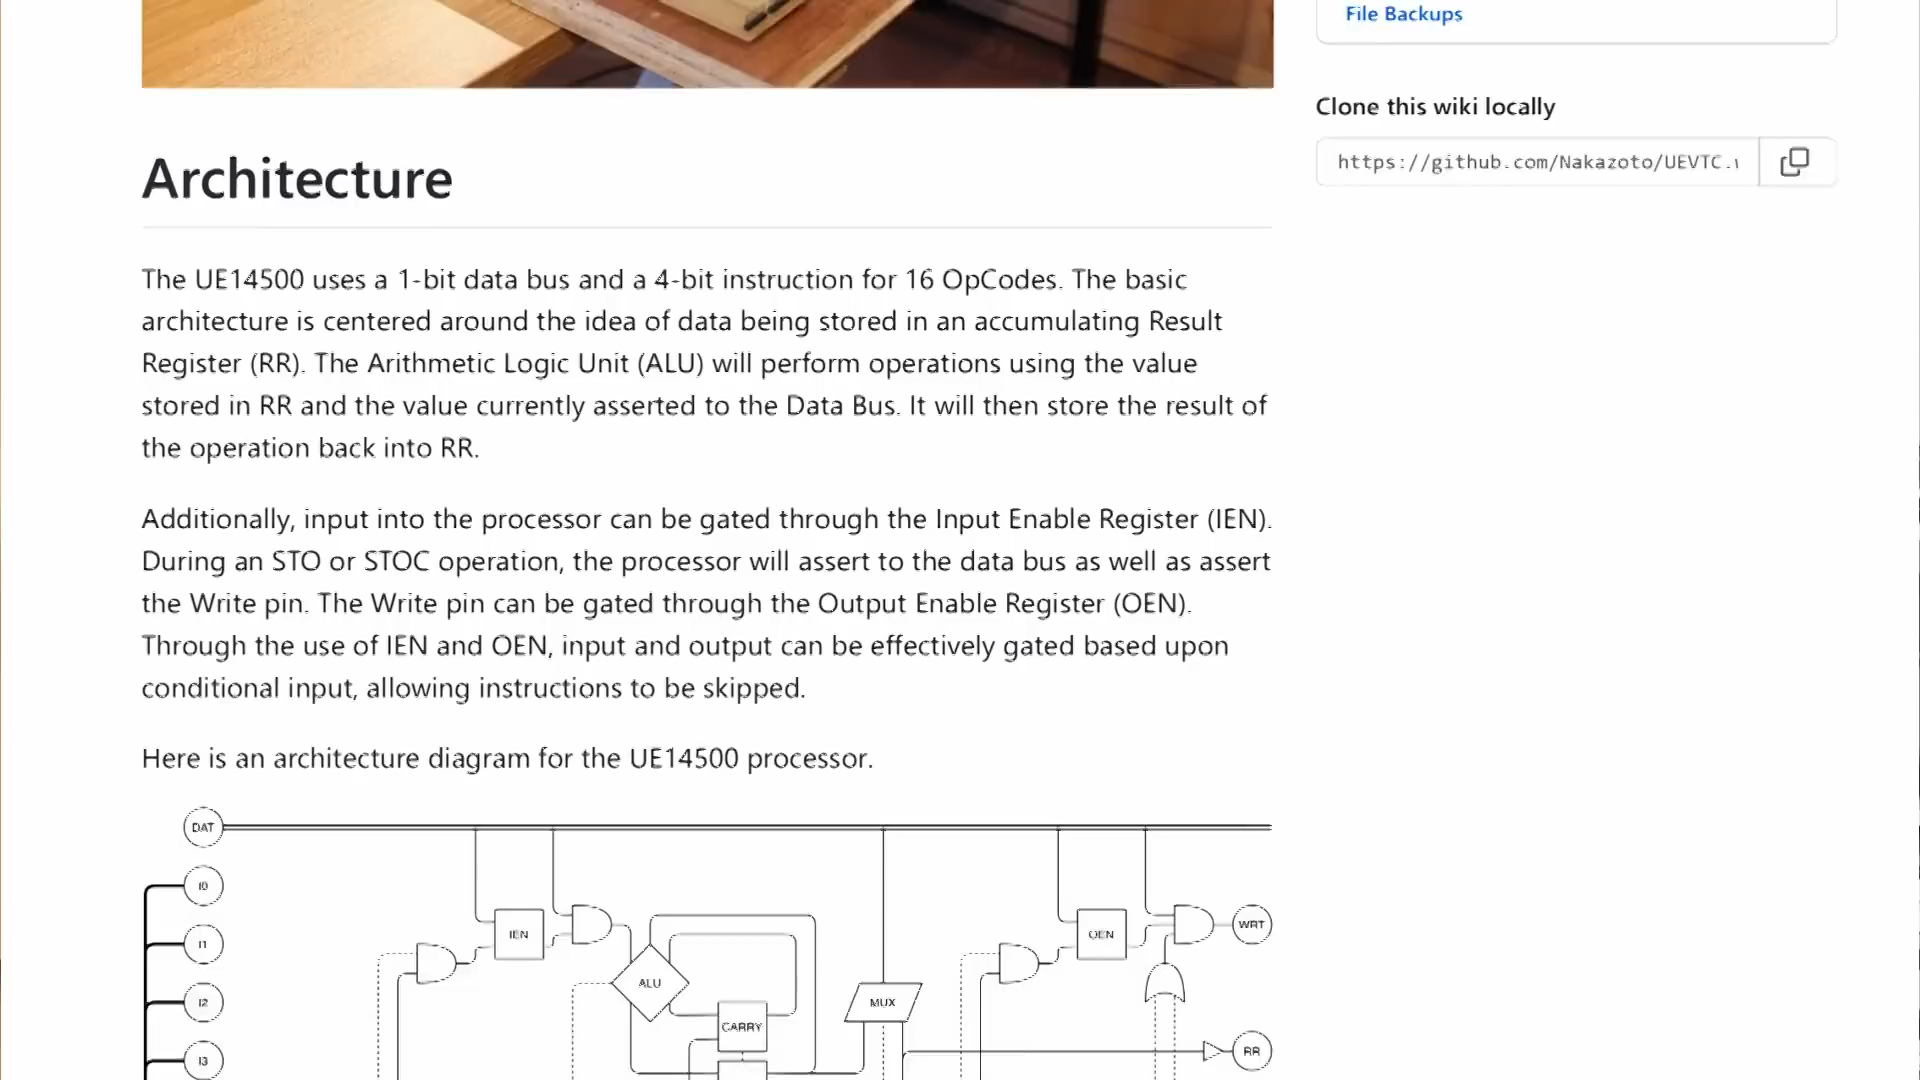 File Backups
Clone this wiki locally
https://github.com/Nakazoto/UEVTC.
Architecture
The UE14500 uses a 1-bit data bus and a 4-bit instruction for 16 OpCodes. The basic
architecture is centered around the idea of data being stored in an accumulating Result
Register (RR). The Arithmetic Logic Unit (ALU) will perform operations using the value
stored in RR and the value currently asserted to the Data Bus. It will then store the result of
the operation back into RR.
Additionally, input into the processor can be gated through the Input Enable Register (IEN).
During an STO or STOC operation, the processor will assert to the data bus as well as assert
the Write pin. The Write pin can be gated through the Output Enable Register (OEN).
Through the use of IEN and OEN, input and output can be effectively gated based upon
conditional input, allowing instructions to be skipped.
Here is an architecture diagram for the UE14500 processor.
DAT
I0
I1
IEN
OEN
WRT
ALU
I2
MUX
CARRY
I3
RR